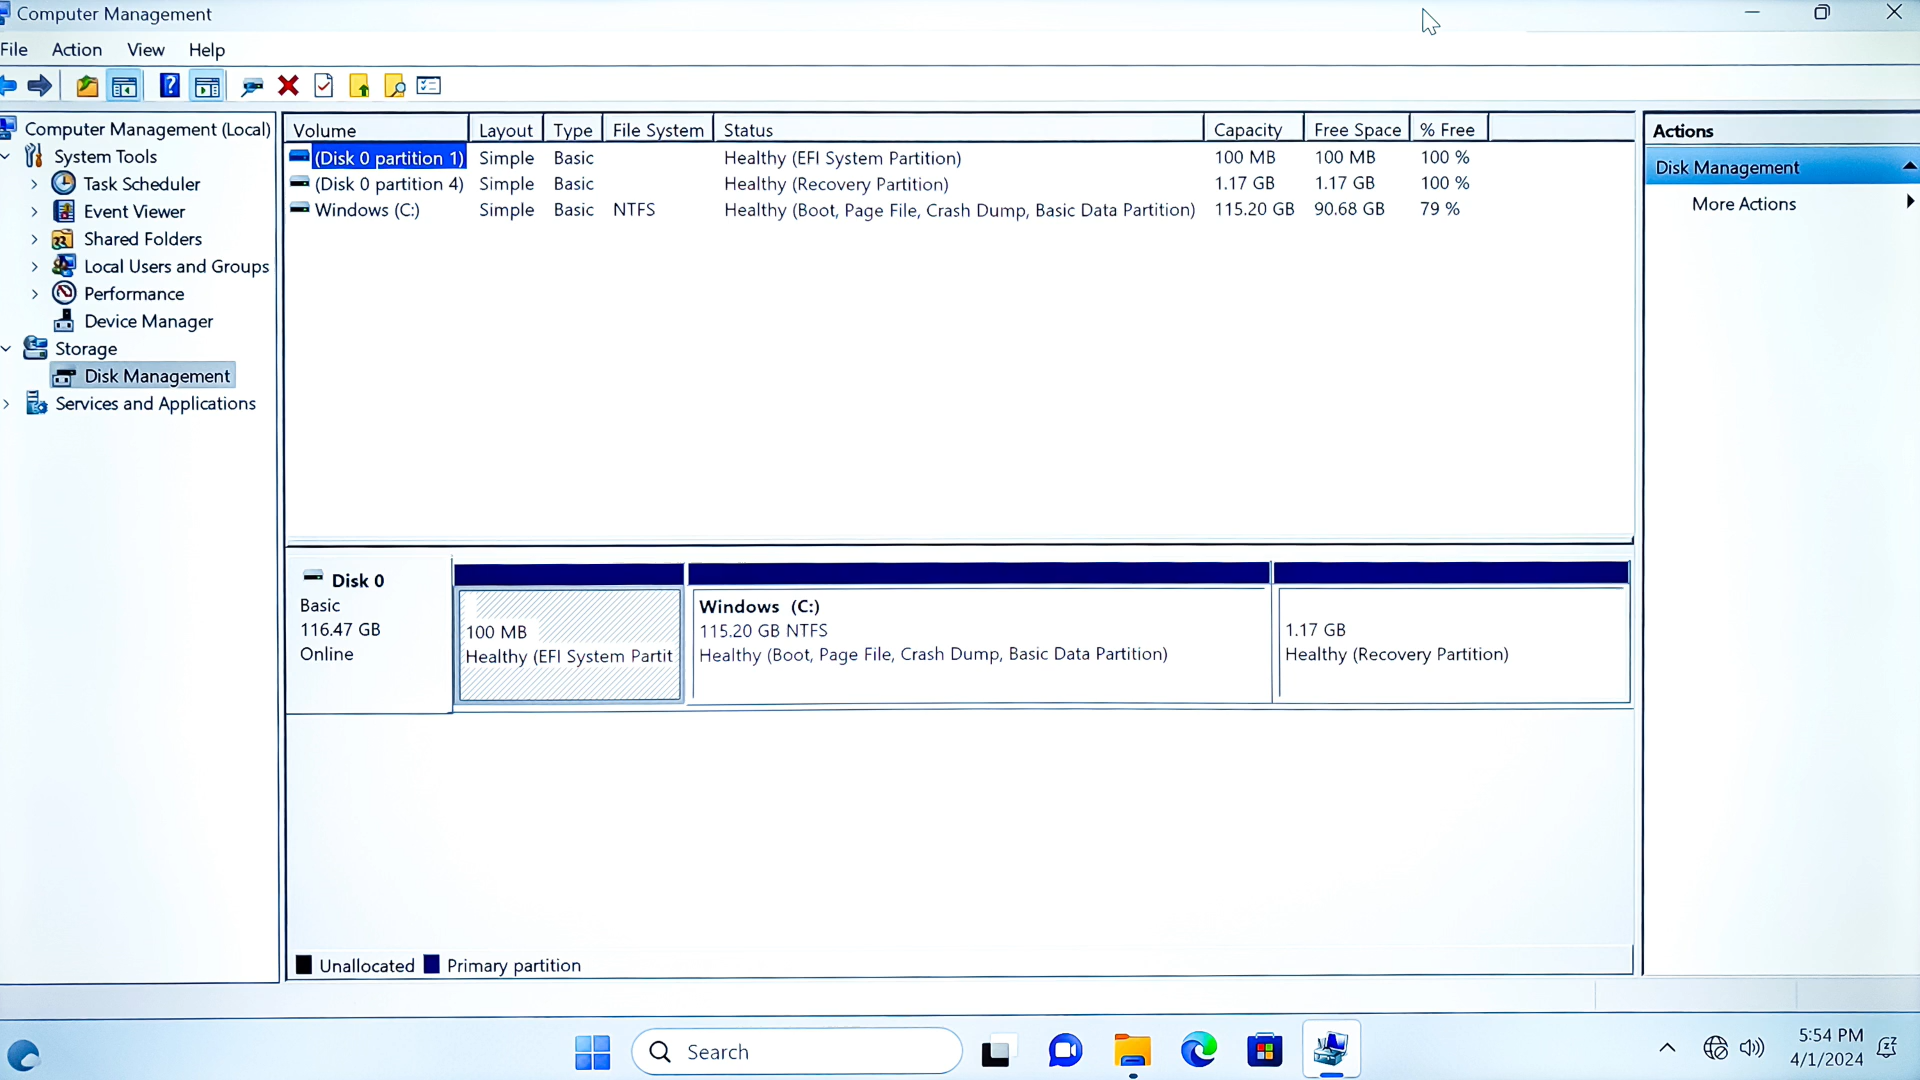 Computer Management
File Action View Help
Computer Management (Local)
System Tools
Task Scheduler
Event Viewer
Shared Folders
Local Users and Groups
Performance
Device Manager
Storage
Disk Management
Services and Applications
Volume Layout Type File System Status Capacity Free Space % Free
(Disk 0 partition 1) Simple Basic Healthy (EFI System Partition) 100 MB 100 MB 100 %
(Disk 0 partition 4) Simple Basic Healthy (Recovery Partition) 1.17 GB 1.17 GB 100 %
Windows (C:) Simple Basic NTFS Healthy (Boot, Page File, Crash Dump, Basic Data Partition) 115.20 GB 90.68 GB 79 %
Actions
Disk Management
More Actions
Disk 0
Basic
116.47 GB
Online
100 MB
Healthy (EFI System Partit
Windows (C:)
115.20 GB NTFS
Healthy (Boot, Page File, Crash Dump, Basic Data Partition)
1.17 GB
Healthy (Recovery Partition)
Unallocated Primary partition
Search
5:54 PM
4/1/2024